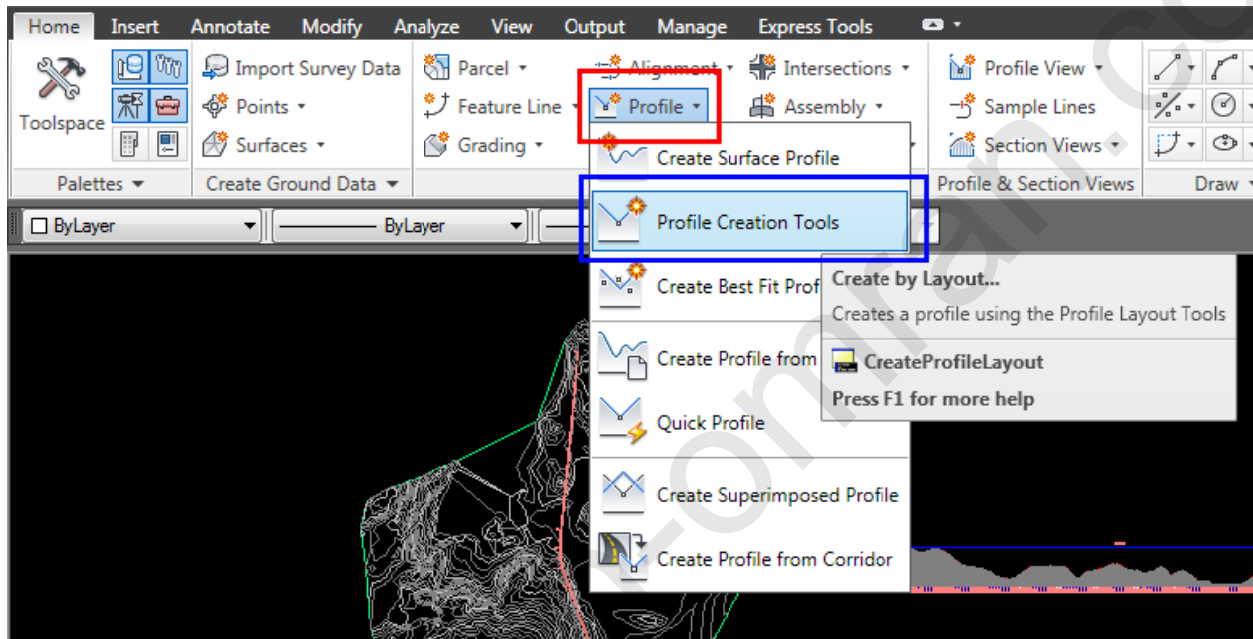 Home Insert Annotate Modify Analyze View Output Manage Express Tools
Import Survey Data Parcel Alignment Intersections Profile View
Toolspace Points Feature Line Profile Assembly Sample Lines
Surfaces Grading Section Views
Palettes Create Ground Data Profile & Section Views Draw
ByLayer ByLayer
Create Surface Profile
Profile Creation Tools
Create Best Fit Prof
Create Profile from
Quick Profile
Create Superimposed Profile
Create Profile from Corridor
Create by Layout...
Creates a profile using the Profile Layout Tools
CreateProfileLayout
Press F1 for more help